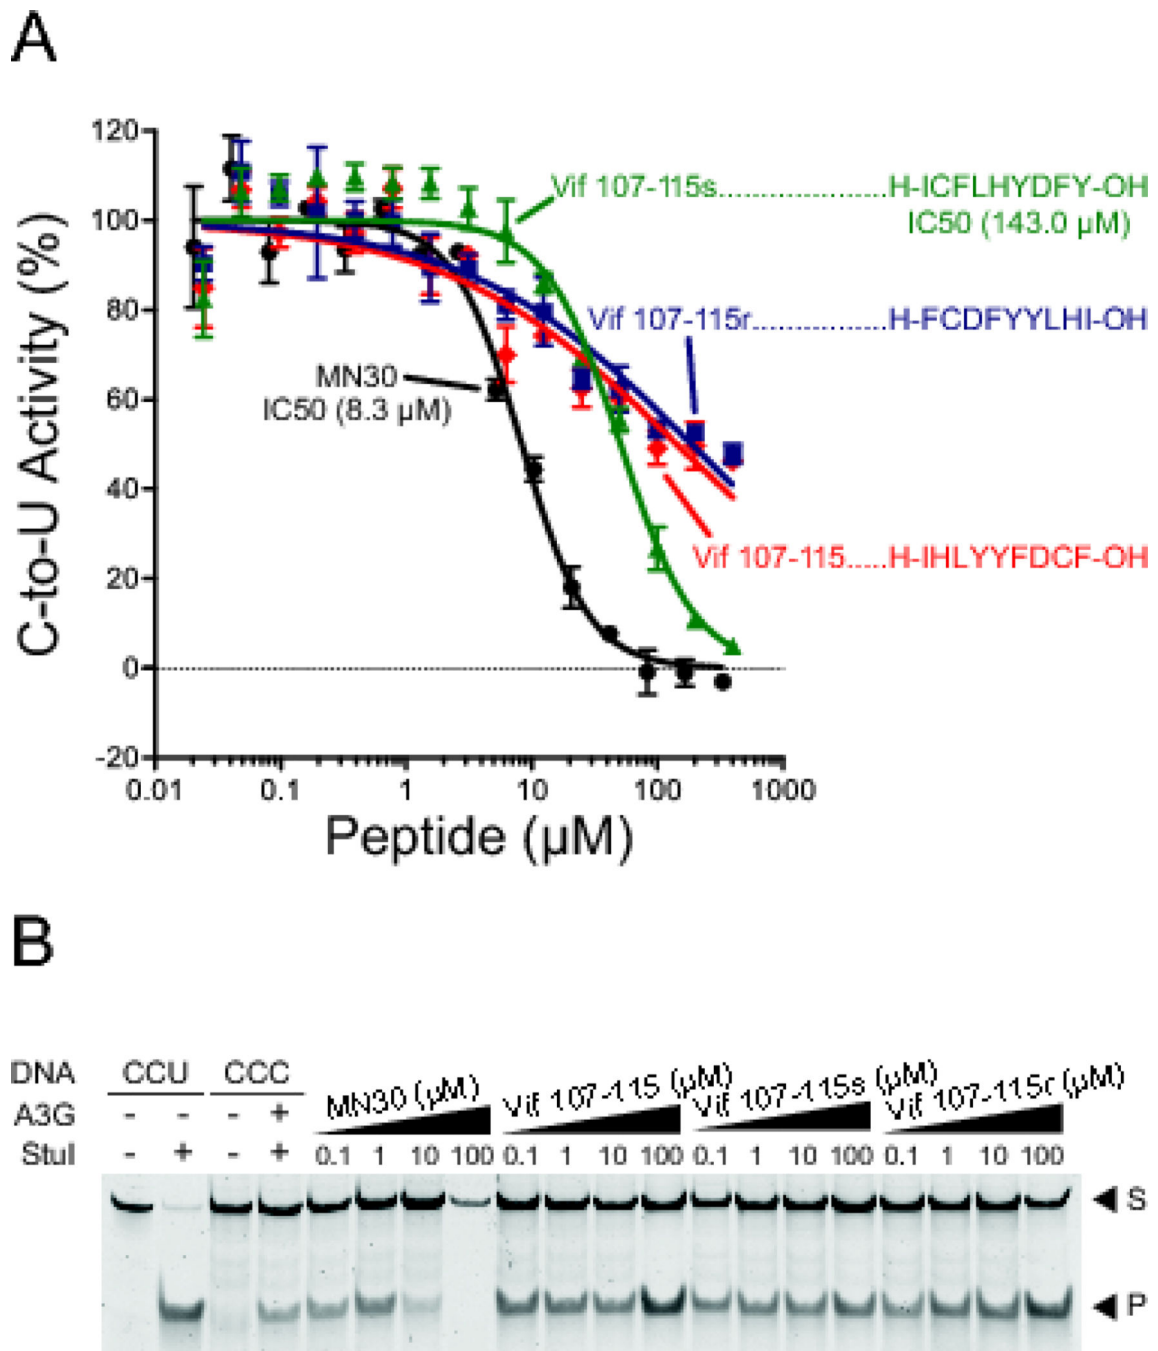 A
120
100
80
60
40
20
0
-20
C-to-U Activity (%)
0.01 0.1 1 10 100 1000
Peptide (µM)
Vif 107-115s....................H-ICFLHYDFY-OH
IC50 (143.0 µM)
Vif 107-115r................H-FCDFYYLHI-OH
MN30
IC50 (8.3 µM)
Vif 107-115.....H-IHLYYFDCF-OH
B
DNA CCU CCC MN30 (µM) Vif 107-115 (µM) Vif 107-115s (µM) Vif 107-115r (µM)
A3G - - - +
StuI - + - + 0.1 1 10 100 0.1 1 10 100 0.1 1 10 100 0.1 1 10 100
S
P